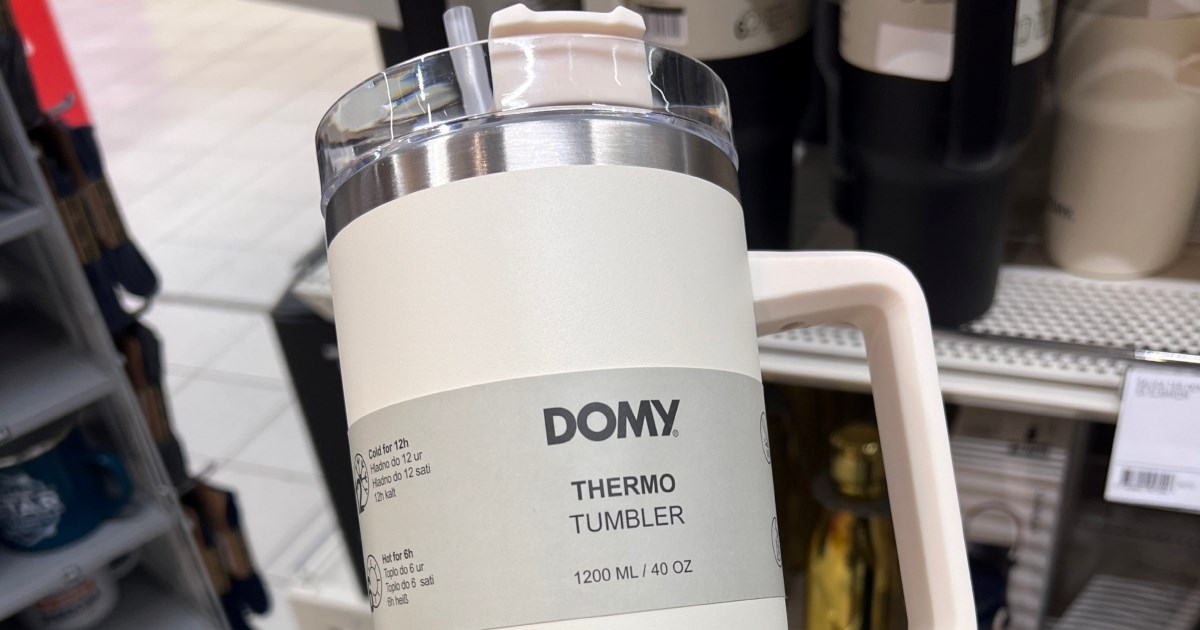 DOMY®
THERMO
TUMBLER
1200 ML / 40 OZ
Cold for 12h
Hladno do 12 ur
Hladno do 12 sati
12h kalt
Hot for 6h
Toplo do 6 ur
Toplo do 6 sati
6h heiß